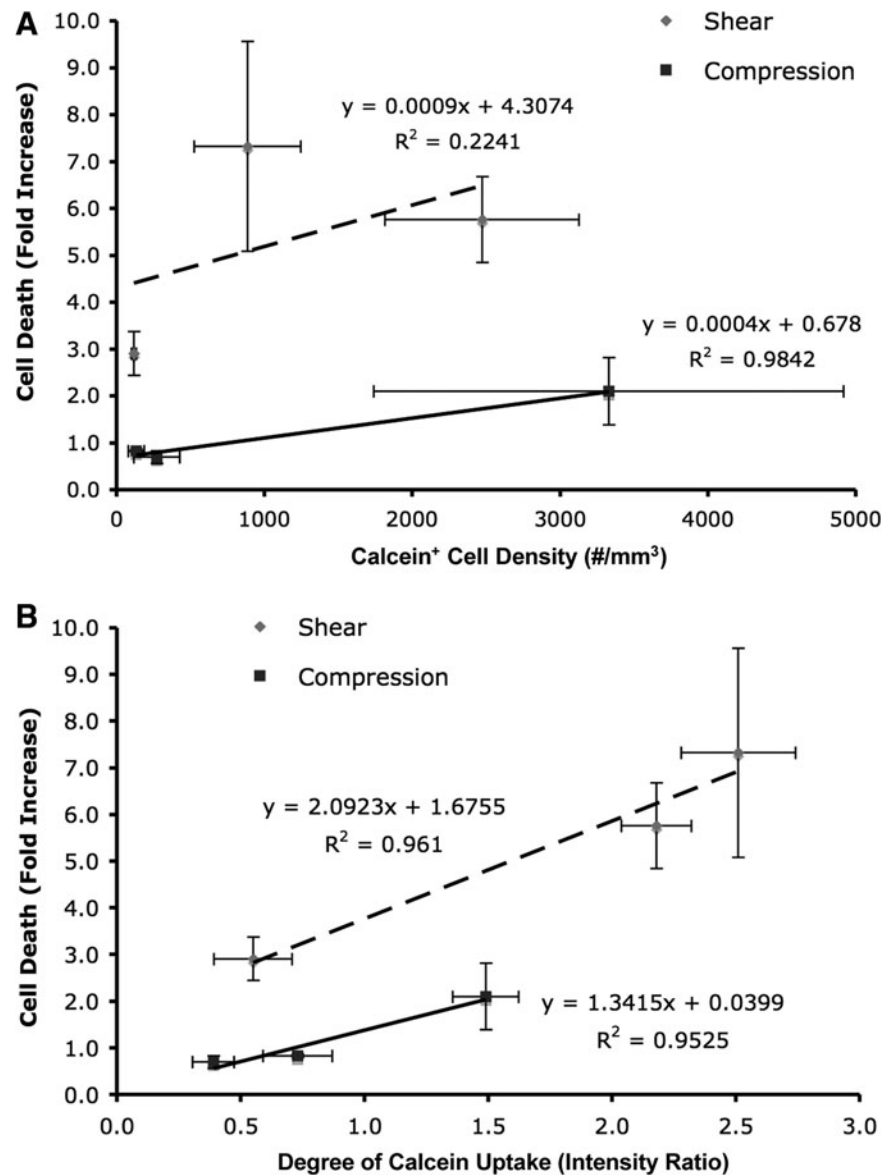 A
Shear
Compression
y = 0.0009x + 4.3074
R² = 0.2241
y = 0.0004x + 0.678
R² = 0.9842
Cell Death (Fold Increase)
10.0
9.0
8.0
7.0
6.0
5.0
4.0
3.0
2.0
1.0
0.0
0 1000 2000 3000 4000 5000
Calcein⁺ Cell Density (#/mm³)
B
Shear
Compression
y = 2.0923x + 1.6755
R² = 0.961
y = 1.3415x + 0.0399
R² = 0.9525
Cell Death (Fold Increase)
10.0
9.0
8.0
7.0
6.0
5.0
4.0
3.0
2.0
1.0
0.0
0.0 0.5 1.0 1.5 2.0 2.5 3.0
Degree of Calcein Uptake (Intensity Ratio)